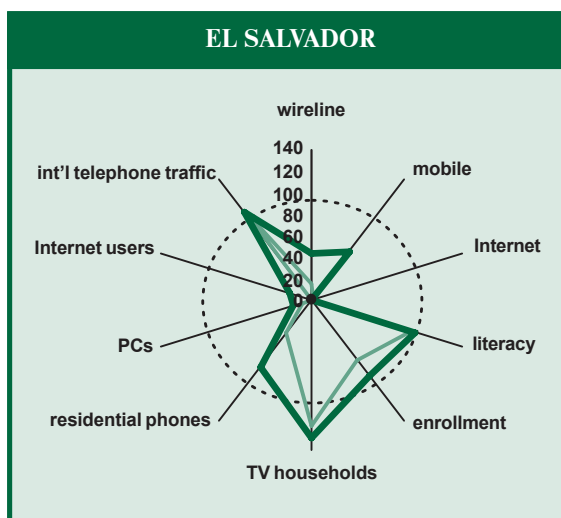 EL SALVADOR
wireline
140
120
100
80
60
40
20
0
mobile
Internet
literacy
enrollment
TV households
residential phones
PCs
Internet users
int'l telephone traffic